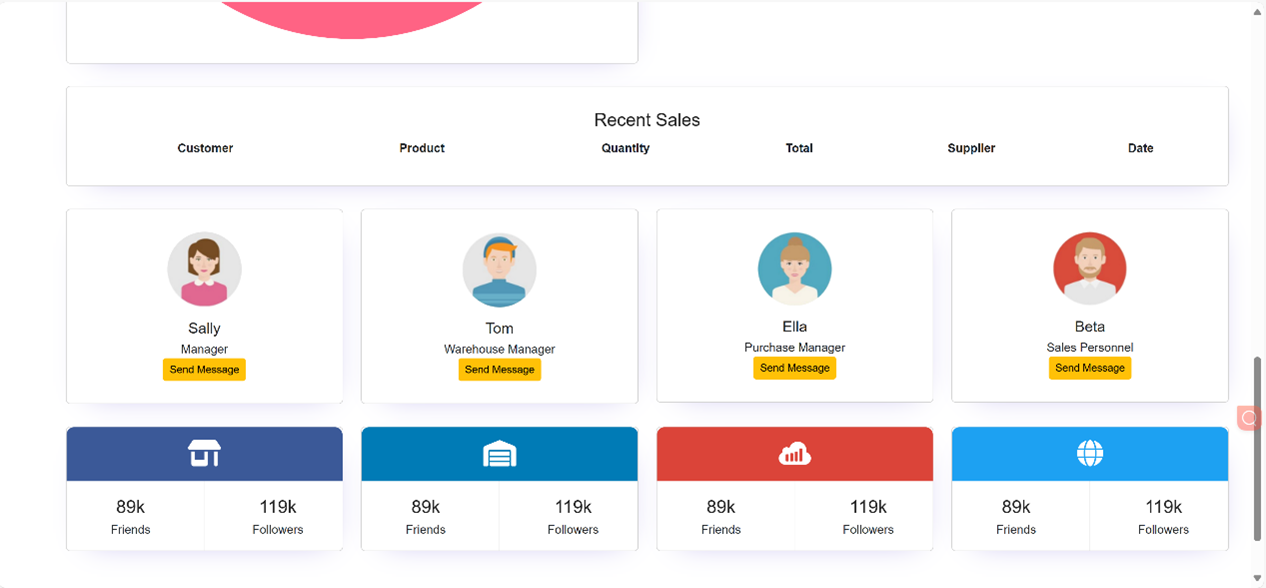 Recent Sales
Customer Product Quantity Total Supplier Date
Sally Tom Ella Beta
Manager Warehouse Manager Purchase Manager Sales Personnel
Send Message Send Message Send Message Send Message
89k 119k 89k 119k 89k 119k 89k 119k
Friends Followers Friends Followers Friends Followers Friends Followers